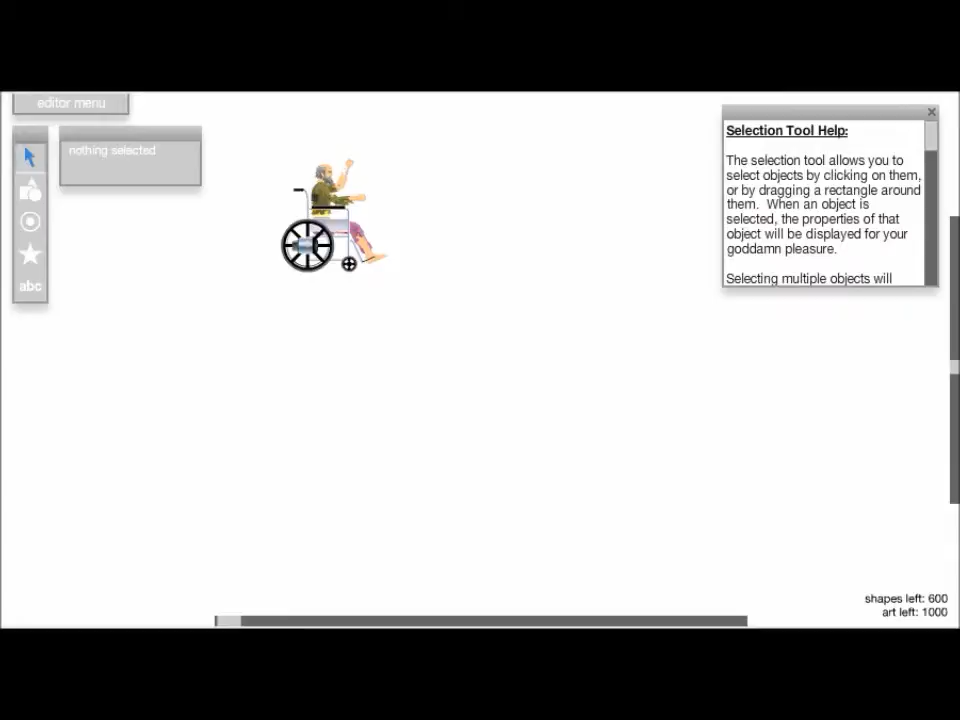 editor menu
nothing selected
abc
Selection Tool Help:
The selection tool allows you to
select objects by clicking on them,
or by dragging a rectangle around
them. When an object is
selected, the properties of that
object will be displayed for your
goddamn pleasure.
Selecting multiple objects will
shapes left: 600
art left: 1000